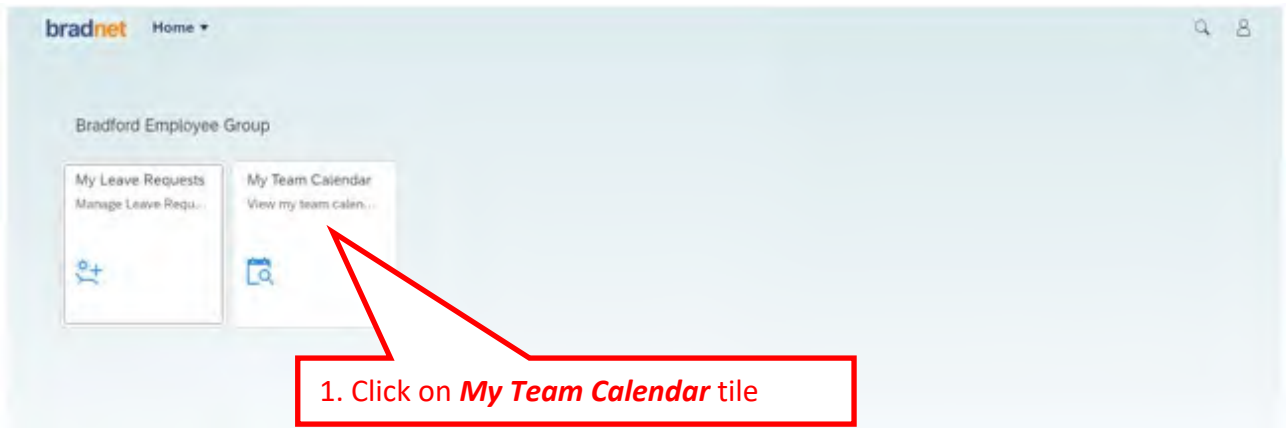 bradnet Home
Bradford Employee Group
My Leave Requests
Manage Leave Requ...
My Team Calendar
View my team calen...
1. Click on My Team Calendar tile